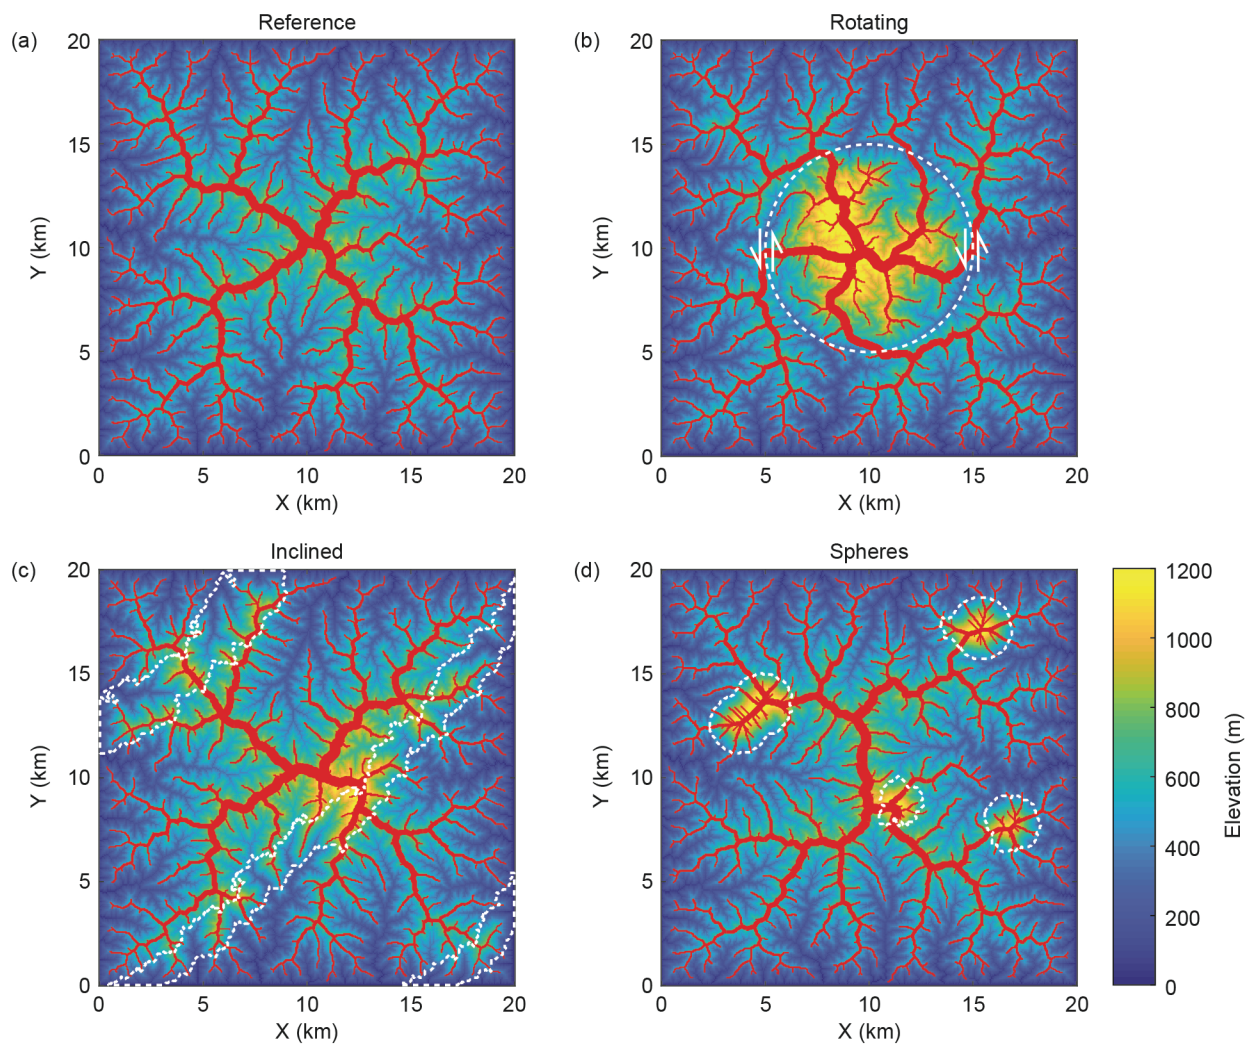 Reference
Rotating
(a)
(b)
20
15
10
5
0
Y (km)
0 5 10 15 20
X (km)
20
15
10
5
0
Y (km)
0 5 10 15 20
X (km)
Inclined
Spheres
(c)
(d)
20
15
10
5
0
Y (km)
0 5 10 15 20
X (km)
20
15
10
5
0
Y (km)
0 5 10 15 20
X (km)
1200
1000
800
600
400
200
0
Elevation (m)